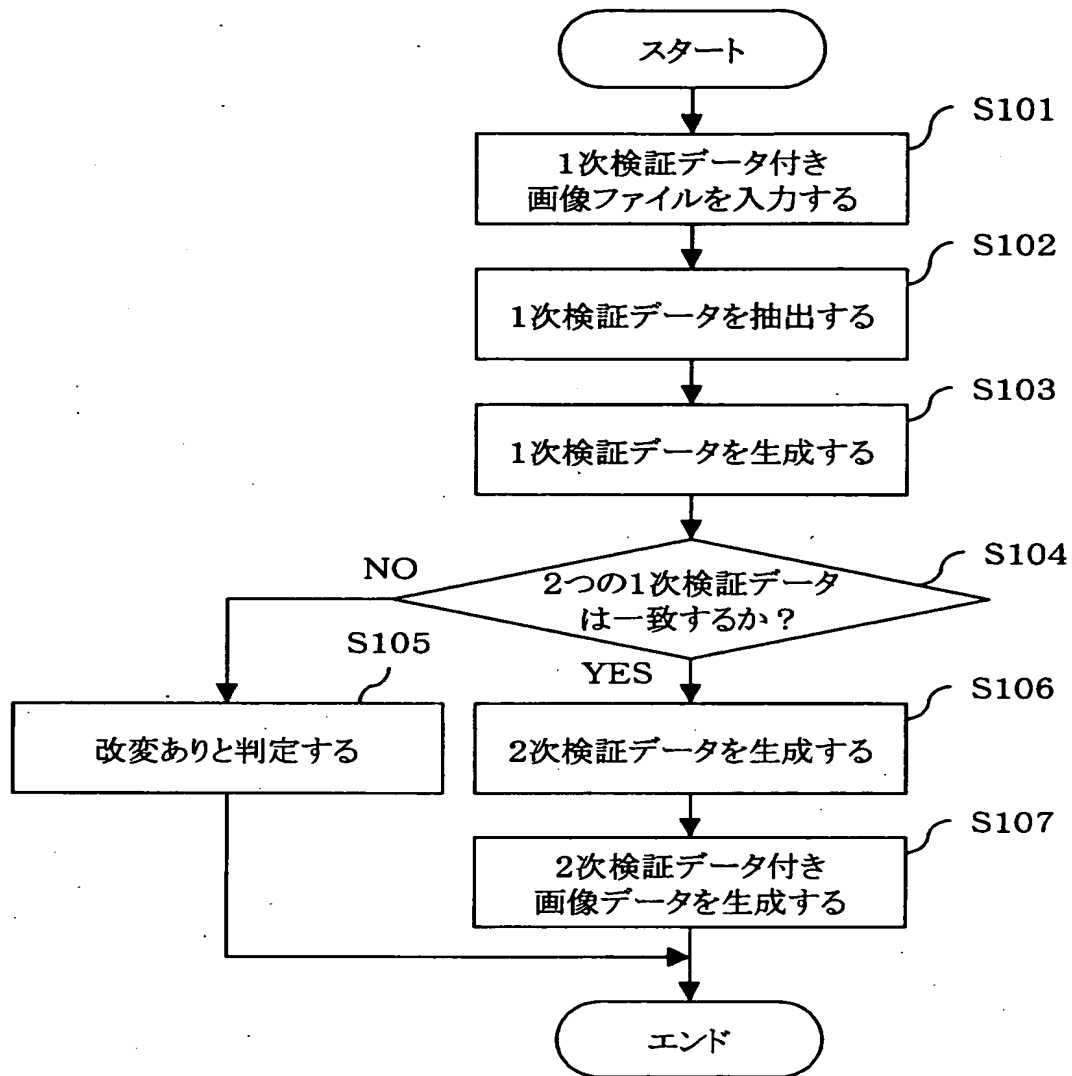 スタート
S101
1次検証データ付き
画像ファイルを入力する
S102
1次検証データを抽出する
S103
1次検証データを生成する
S104
NO
2つの1次検証データ
は一致するか？
S105
YES
S106
改変ありと判定する
2次検証データを生成する
S107
2次検証データ付き
画像データを生成する
エンド